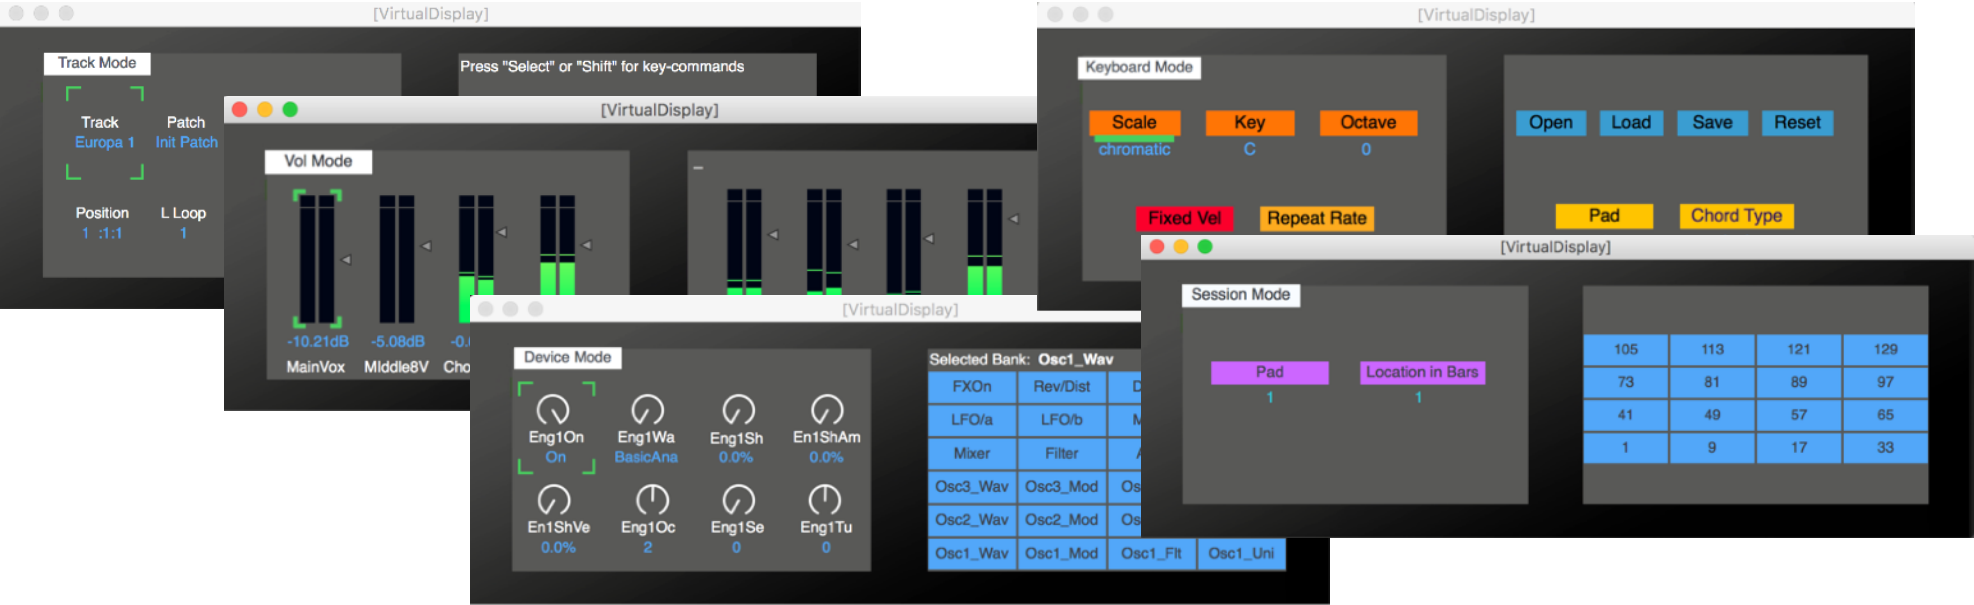 [VirtualDisplay]
Track Mode
Press "Select" or "Shift" for key-commands
Track Patch
Europa 1 Init Patch
Position L Loop
1 :1:1 1
[VirtualDisplay]
Vol Mode
-10.21dB -5.08dB
MainVox MIddle8V
[VirtualDisplay]
Device Mode
Eng1On Eng1Wa Eng1Sh En1ShAm
On BasicAna 0.0% 0.0%
En1ShVe Eng1Oc Eng1Se Eng1Tu
0.0% 2 0 0
Selected Bank: Osc1_Wav
FXOn Rev/Dist
LFO/a LFO/b
Mixer Filter
Osc3_Wav Osc3_Mod
Osc2_Wav Osc2_Mod
Osc1_Wav Osc1_Mod Osc1_Flt Osc1_Uni
[VirtualDisplay]
Keyboard Mode
Scale Key Octave
chromatic C 0
Fixed Vel Repeat Rate
Open Load Save Reset
Pad Chord Type
[VirtualDisplay]
Session Mode
Pad Location in Bars
1 1
105 113 121 129
73 81 89 97
41 49 57 65
1 9 17 33